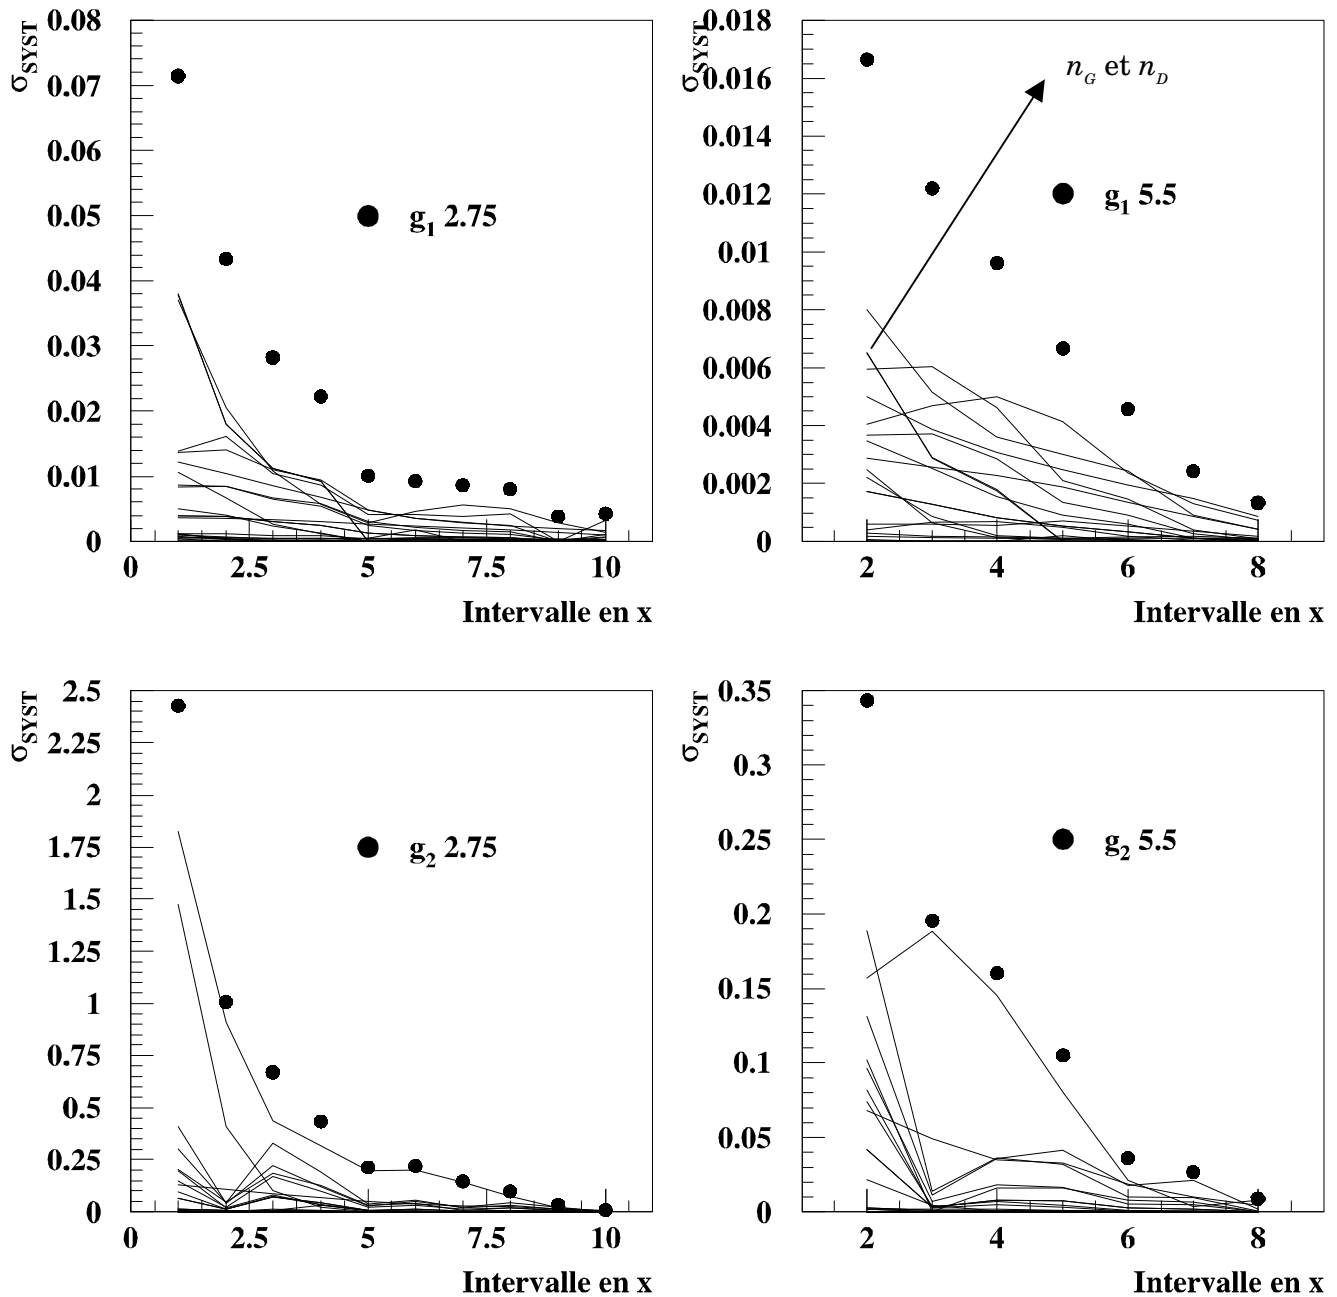 σSYST
0.08
0.07
0.06
0.05
0.04
0.03
0.02
0.01
0
g1 2.75
0 2.5 5 7.5 10
Intervalle en x
σSYST
0.018
0.016
0.014
0.012
0.01
0.008
0.006
0.004
0.002
0
nG et nD
g1 5.5
2 4 6 8
Intervalle en x
σSYST
2.5
2.25
2
1.75
1.5
1.25
1
0.75
0.5
0.25
0
g2 2.75
0 2.5 5 7.5 10
Intervalle en x
σSYST
0.35
0.3
0.25
0.2
0.15
0.1
0.05
0
g2 5.5
2 4 6 8
Intervalle en x